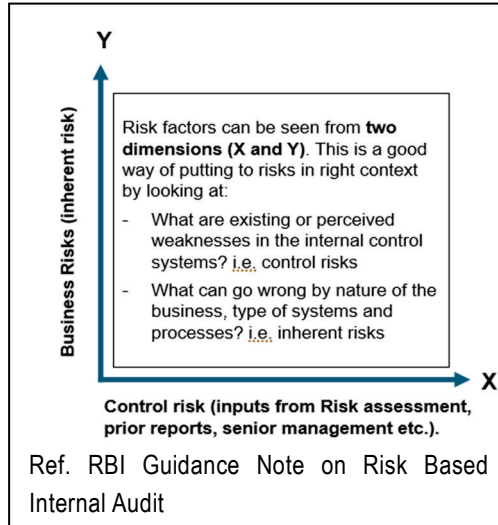 Y
Business Risks (inherent risk)
Risk factors can be seen from two
dimensions (X and Y). This is a good
way of putting to risks in right context
by looking at:
- What are existing or perceived
weaknesses in the internal control
systems? i.e. control risks
- What can go wrong by nature of the
business, type of systems and
processes? i.e. inherent risks
X
Control risk (inputs from Risk assessment,
prior reports, senior management etc.).
Ref. RBI Guidance Note on Risk Based
Internal Audit